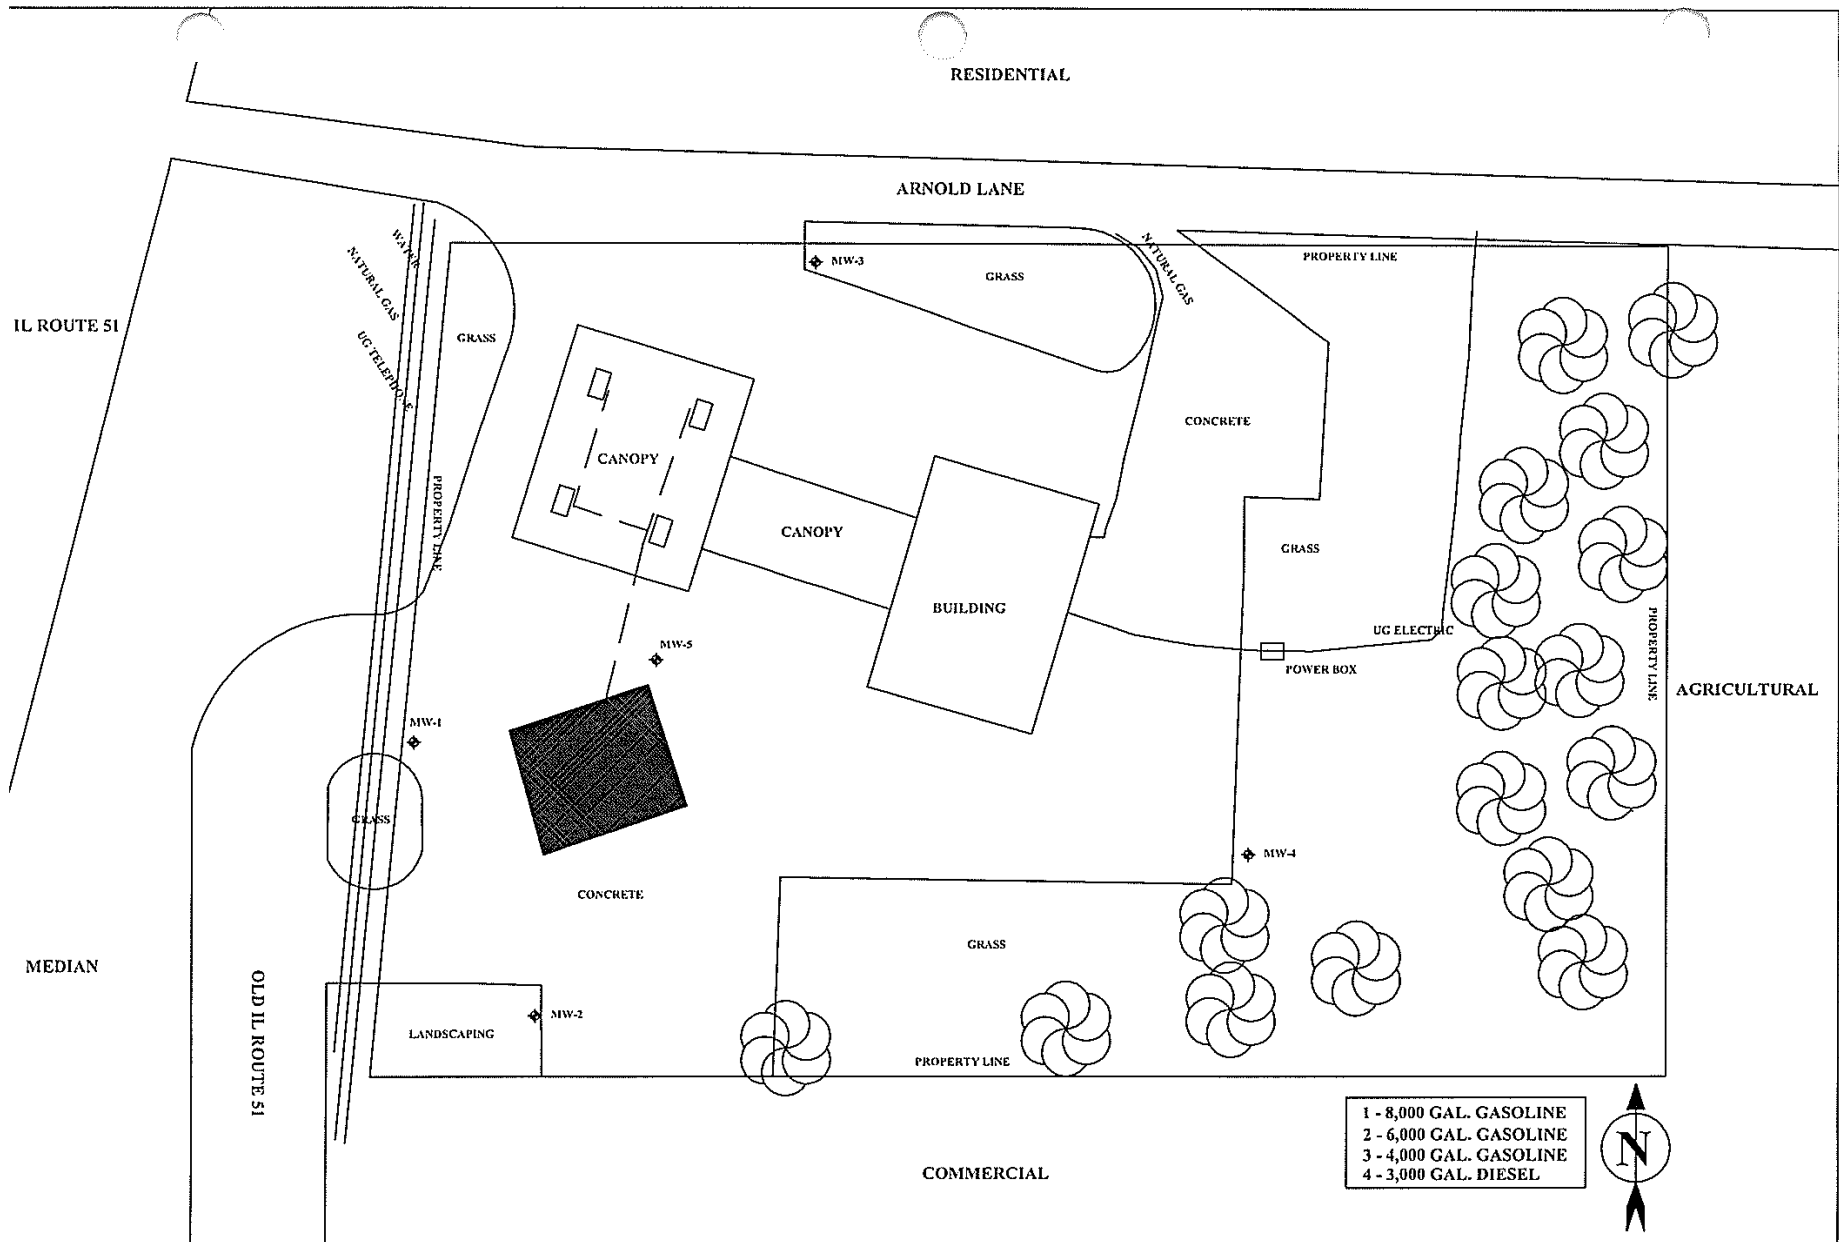 RESIDENTIAL
ARNOLD LANE
WATER
NATURAL GAS
UG TELEPHONE
GRASS
IL ROUTE 51
PROPERTY LINE
MW-3
GRASS
NATURAL GAS
PROPERTY LINE
CANOPY
CANOPY
CONCRETE
GRASS
BUILDING
UG ELECTRIC
POWER BOX
PROPERTY LINE
AGRICULTURAL
MW-5
MW-1
GRASS
CONCRETE
MW-4
GRASS
MEDIAN
OLD IL ROUTE 51
LANDSCAPING
MW-2
PROPERTY LINE
COMMERCIAL
1 - 8,000 GAL. GASOLINE
2 - 6,000 GAL. GASOLINE
3 - 4,000 GAL. GASOLINE
4 - 3,000 GAL. DIESEL
N